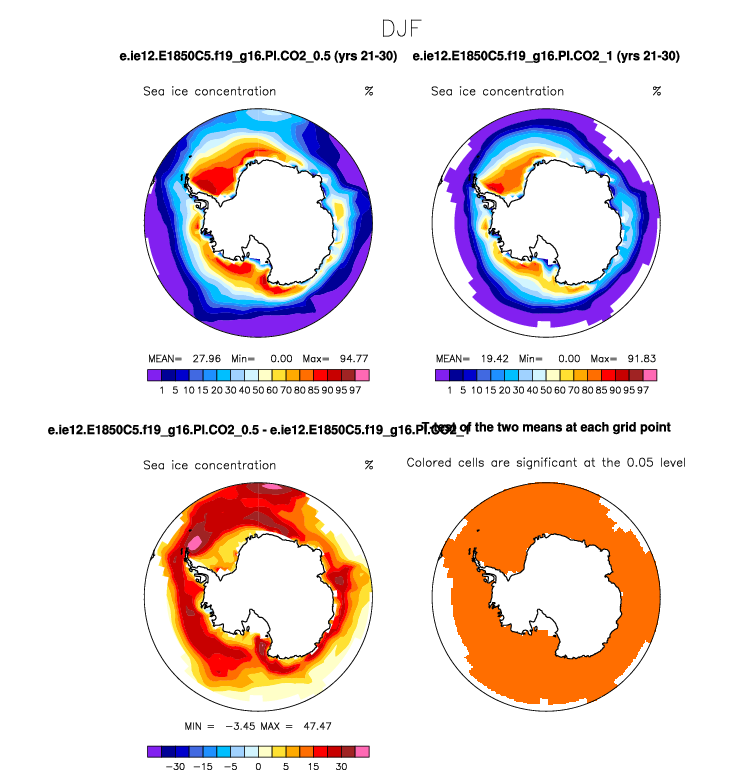 DJF
e.ie12.E1850C5.f19_g16.PI.CO2_0.5 (yrs 21-30) e.ie12.E1850C5.f19_g16.PI.CO2_1 (yrs 21-30)
Sea ice concentration % Sea ice concentration %
MEAN= 27.96 Min= 0.00 Max= 94.77 MEAN= 19.42 Min= 0.00 Max= 91.83
1 5 10 15 20 30 40 50 60 70 80 85 90 95 97 1 5 10 15 20 30 40 50 60 70 80 85 90 95 97
e.ie12.E1850C5.f19_g16.PI.CO2_0.5 - e.ie12.E1850C5.f19_g16.PI.CO2_1 T-test of the two means at each grid point
Sea ice concentration % Colored cells are significant at the 0.05 level
MIN = -3.45 MAX = 47.47
-30 -15 -5 0 5 15 30